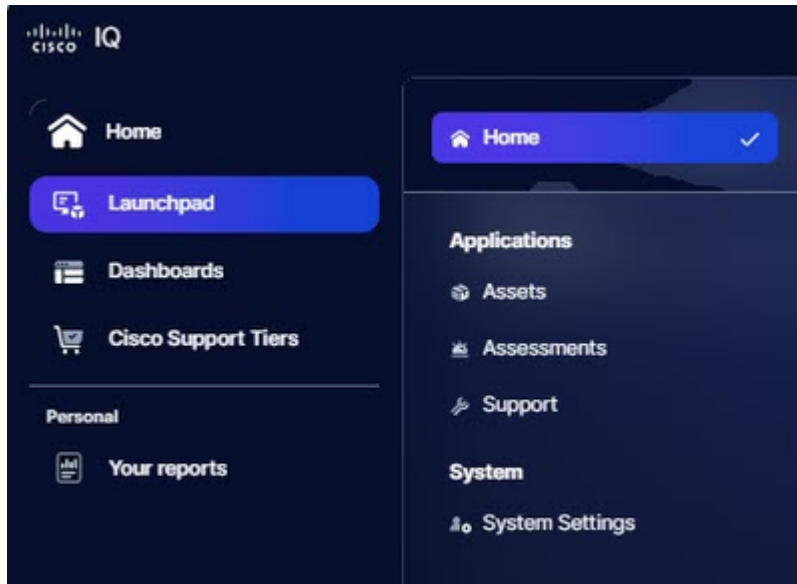 cisco IQ
Home
Launchpad
Dashboards
Cisco Support Tiers
Personal
Your reports
Home
Applications
Assets
Assessments
Support
System
System Settings